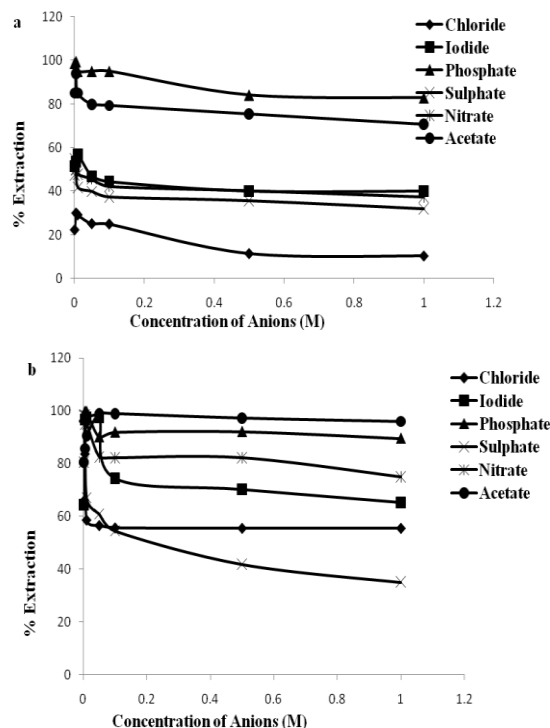 a
120
100
80
60
40
20
0
% Extraction
0 0.2 0.4 0.6 0.8 1 1.2
Concentration of Anions (M)
Chloride
Iodide
Phosphate
Sulphate
Nitrate
Acetate
b
120
100
80
60
40
20
0
% Extraction
0 0.2 0.4 0.6 0.8 1
Concentration of Anions (M)
Chloride
Iodide
Phosphate
Sulphate
Nitrate
Acetate